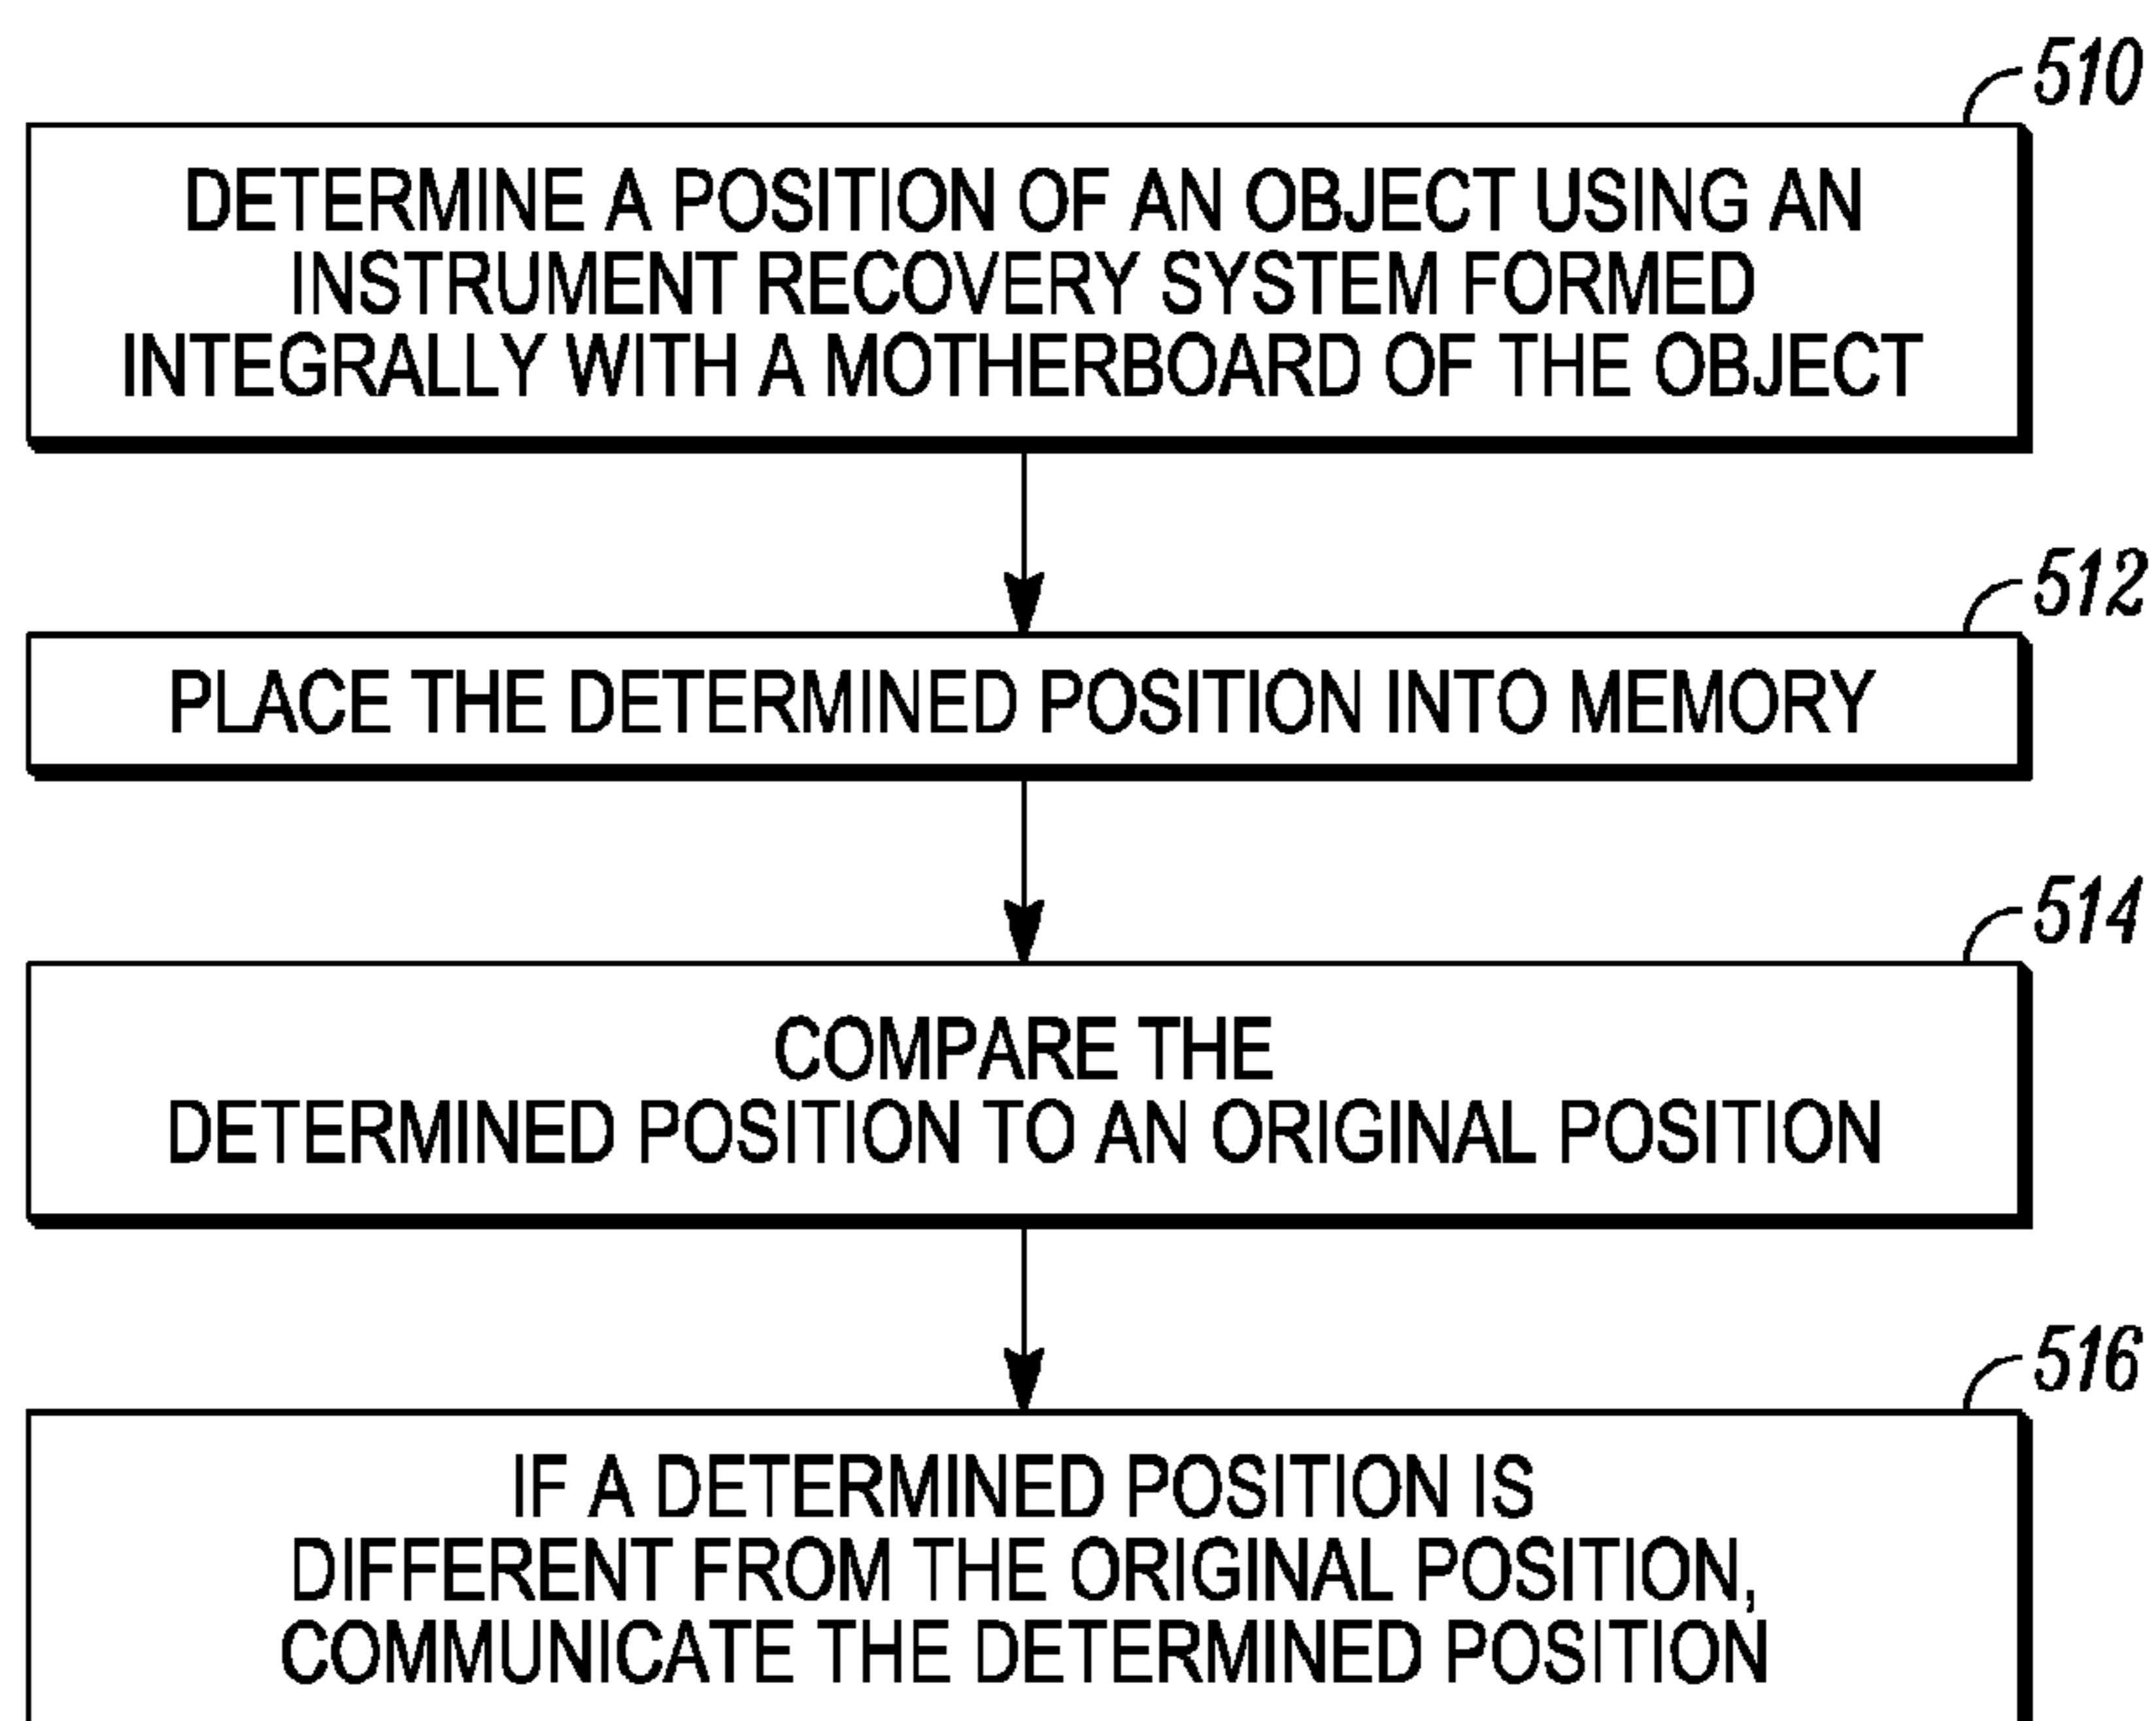 510
DETERMINE A POSITION OF AN OBJECT USING AN
INSTRUMENT RECOVERY SYSTEM FORMED
INTEGRALLY WITH A MOTHERBOARD OF THE OBJECT
512
PLACE THE DETERMINED POSITION INTO MEMORY
514
COMPARE THE
DETERMINED POSITION TO AN ORIGINAL POSITION
516
IF A DETERMINED POSITION IS
DIFFERENT FROM THE ORIGINAL POSITION,
COMMUNICATE THE DETERMINED POSITION